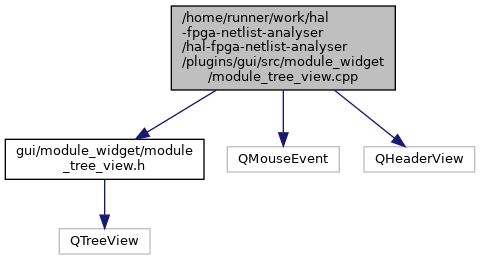 /home/runner/work/hal
-fpga-netlist-analyser
/hal-fpga-netlist-analyser
/plugins/gui/src/module_widget
/module_tree_view.cpp
gui/module_widget/module
_tree_view.h
QMouseEvent
QHeaderView
QTreeView